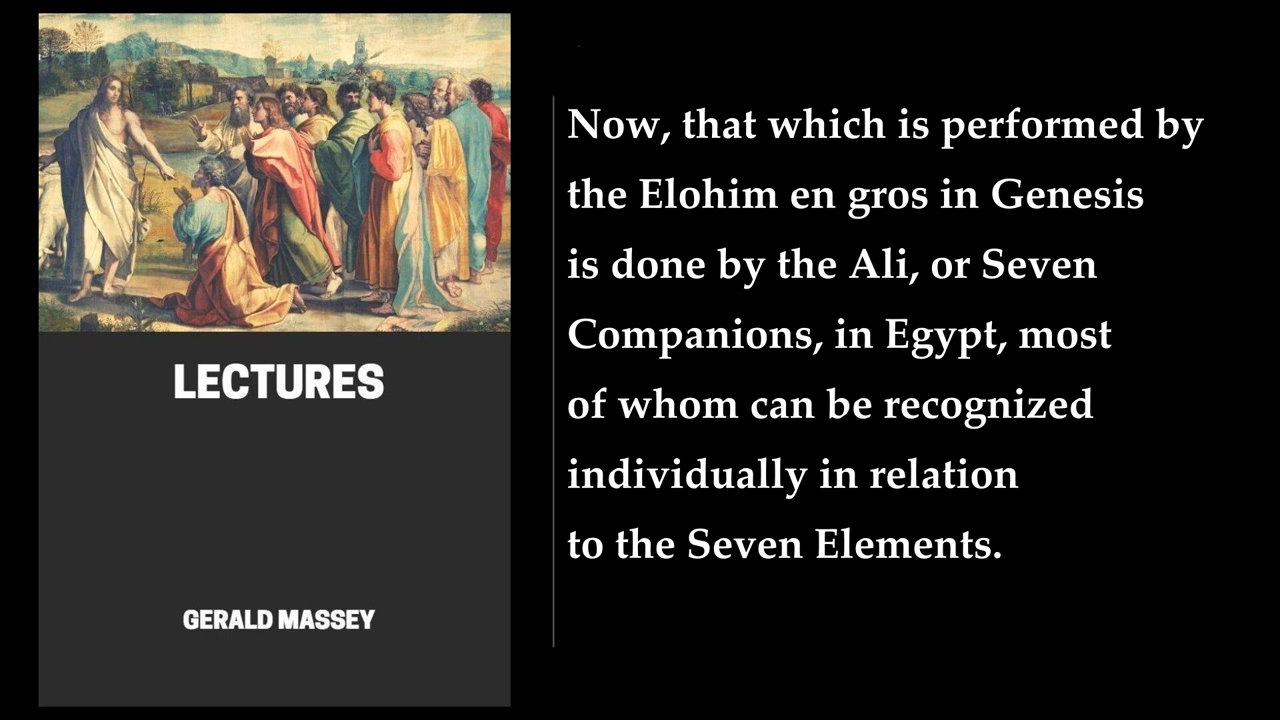 LECTURES
GERALD MASSEY
Now, that which is performed by
the Elohim en gros in Genesis
is done by the Ali, or Seven
Companions, in Egypt, most
of whom can be recognized
individually in relation
to the Seven Elements.